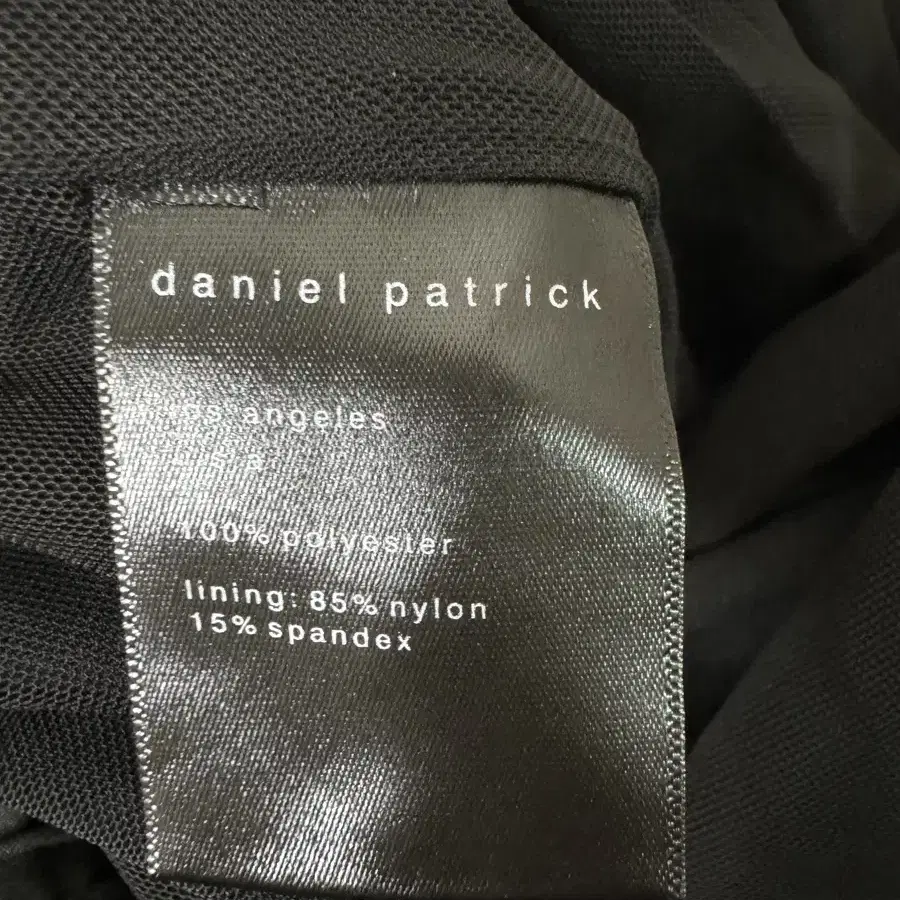 daniel patrick
los angeles
u s a
100% polyester
lining: 85% nylon
15% spandex